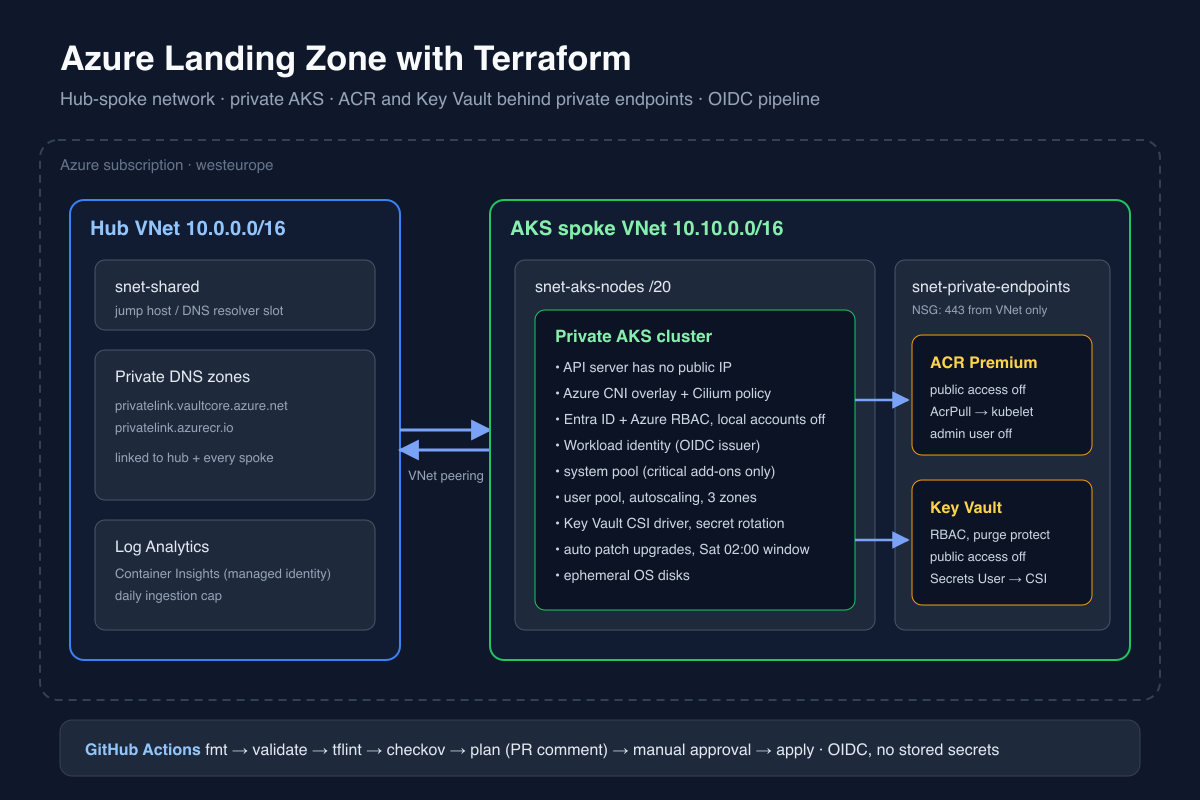 Azure Landing Zone with Terraform
Hub-spoke network · private AKS · ACR and Key Vault behind private endpoints · OIDC pipeline
Azure subscription · westeurope
Hub VNet 10.0.0.0/16
snet-shared
jump host / DNS resolver slot
Private DNS zones
privatelink.vaultcore.azure.net
privatelink.azurecr.io
linked to hub + every spoke
Log Analytics
Container Insights (managed identity)
daily ingestion cap
VNet peering
AKS spoke VNet 10.10.0.0/16
snet-aks-nodes /20
Private AKS cluster
• API server has no public IP
• Azure CNI overlay + Cilium policy
• Entra ID + Azure RBAC, local accounts off
• Workload identity (OIDC issuer)
• system pool (critical add-ons only)
• user pool, autoscaling, 3 zones
• Key Vault CSI driver, secret rotation
• auto patch upgrades, Sat 02:00 window
• ephemeral OS disks
snet-private-endpoints
NSG: 443 from VNet only
ACR Premium
public access off
AcrPull → kubelet
admin user off
Key Vault
RBAC, purge protect
public access off
Secrets User → CSI
GitHub Actions fmt → validate → tflint → checkov → plan (PR comment) → manual approval → apply · OIDC, no stored secrets